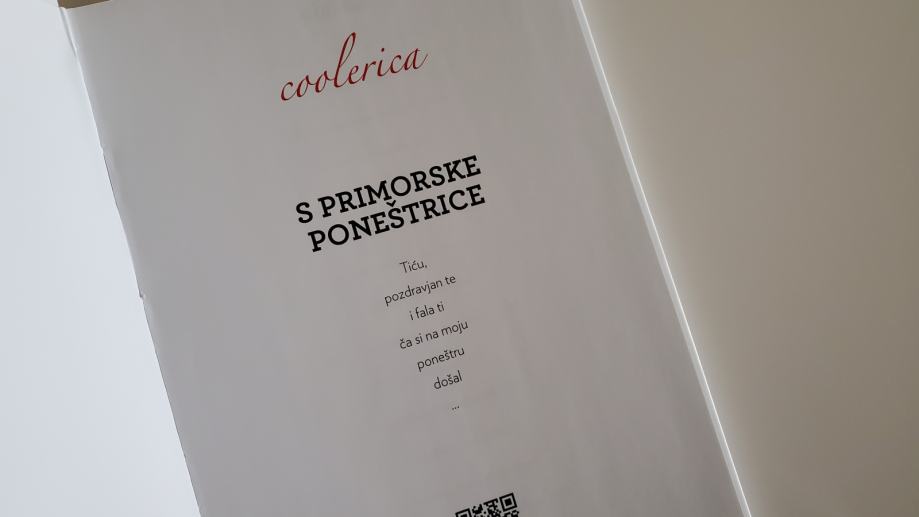 coolerica
S PRIMORSKE
PONEŠTRICE
Tiću,
pozdravjan te
i fala ti
ča si na moju
poneštru
došal
...